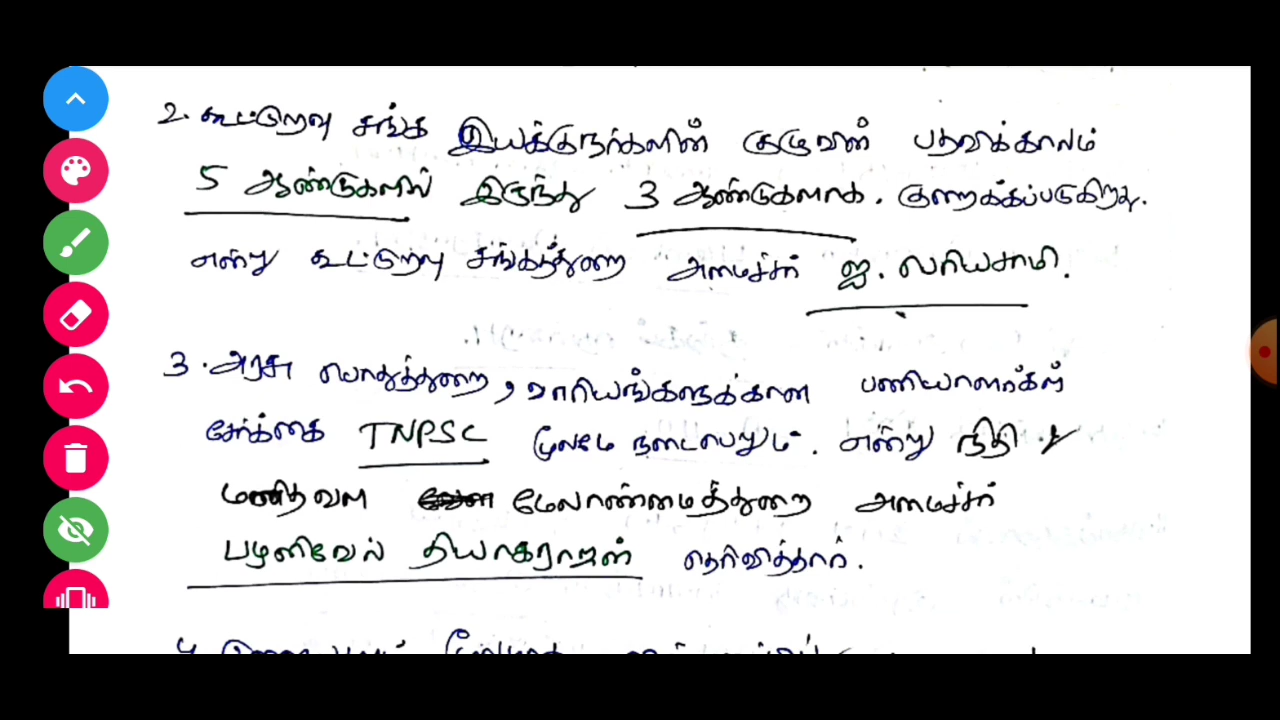 2. கூட்டுறவு சங்க இயக்குநர்களின் குழுவின் பதவிக்காலம்
5 ஆண்டுகளில் இருந்து 3 ஆண்டுகளாக. குறைக்கப்படுகிறது.
என்று கூட்டுறவு சங்கத்துறை அமைச்சர் ஐ. பெரியசாமி.
3. அரசு பொதுத்துறை, வாரியங்களுக்கான பணியாளர்கள்
சேர்க்கை TNPSC மூலமே நடைபெறும். என்று நிதி &
மனிதவள மேலாண்மைத்துறை அமைச்சர்
பழனிவேல் தியாகராஜன் தெரிவித்தார்.